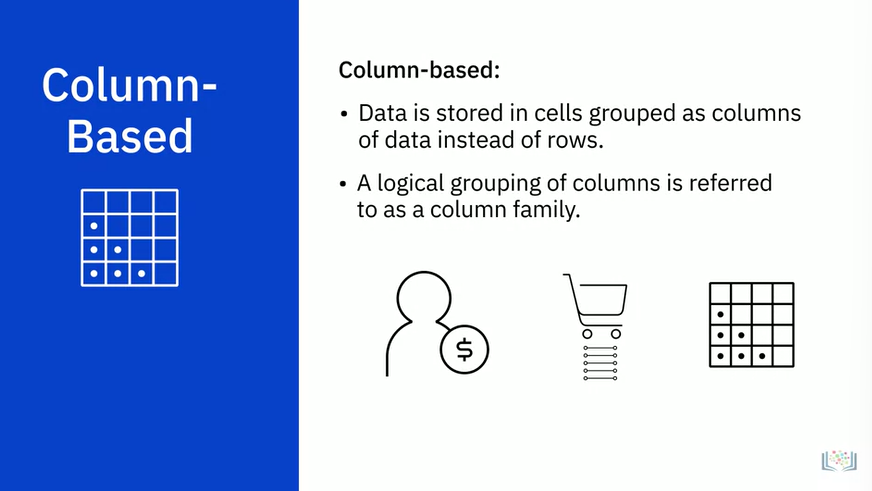 Column-
Based
Column-based:
• Data is stored in cells grouped as columns
of data instead of rows.
• A logical grouping of columns is referred
to as a column family.
$